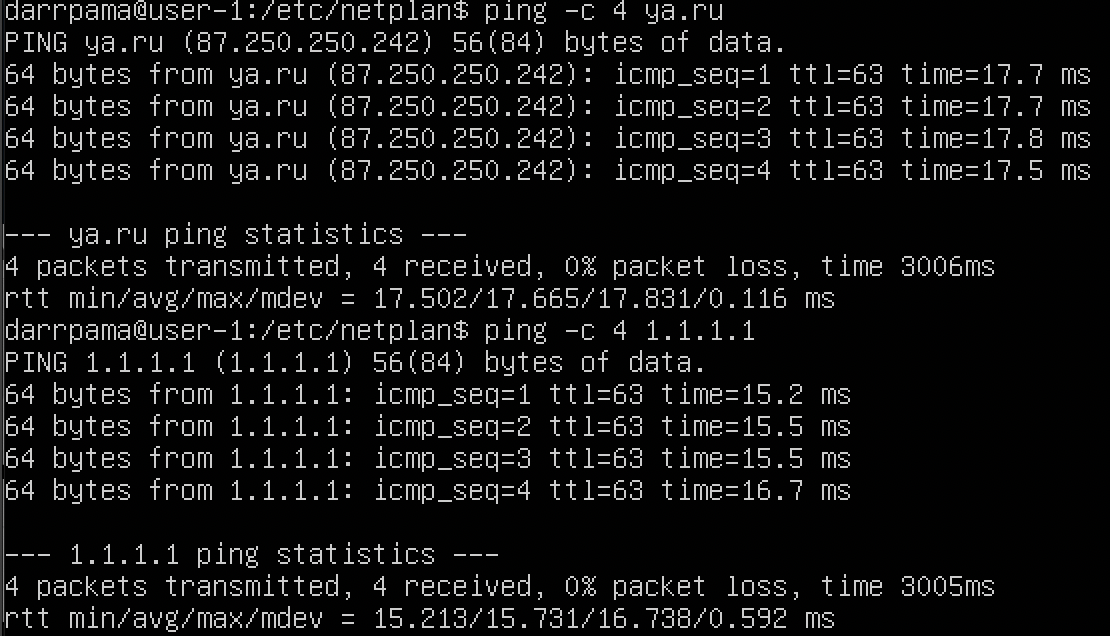 darrpama@user-1:/etc/netplan$ ping -c 4 ya.ru
PING ya.ru (87.250.250.242) 56(84) bytes of data.
64 bytes from ya.ru (87.250.250.242): icmp_seq=1 ttl=63 time=17.7 ms
64 bytes from ya.ru (87.250.250.242): icmp_seq=2 ttl=63 time=17.7 ms
64 bytes from ya.ru (87.250.250.242): icmp_seq=3 ttl=63 time=17.8 ms
64 bytes from ya.ru (87.250.250.242): icmp_seq=4 ttl=63 time=17.5 ms

--- ya.ru ping statistics ---
4 packets transmitted, 4 received, 0% packet loss, time 3006ms
rtt min/avg/max/mdev = 17.502/17.665/17.831/0.116 ms
darrpama@user-1:/etc/netplan$ ping -c 4 1.1.1.1
PING 1.1.1.1 (1.1.1.1) 56(84) bytes of data.
64 bytes from 1.1.1.1: icmp_seq=1 ttl=63 time=15.2 ms
64 bytes from 1.1.1.1: icmp_seq=2 ttl=63 time=15.5 ms
64 bytes from 1.1.1.1: icmp_seq=3 ttl=63 time=15.5 ms
64 bytes from 1.1.1.1: icmp_seq=4 ttl=63 time=16.7 ms

--- 1.1.1.1 ping statistics ---
4 packets transmitted, 4 received, 0% packet loss, time 3005ms
rtt min/avg/max/mdev = 15.213/15.731/16.738/0.592 ms